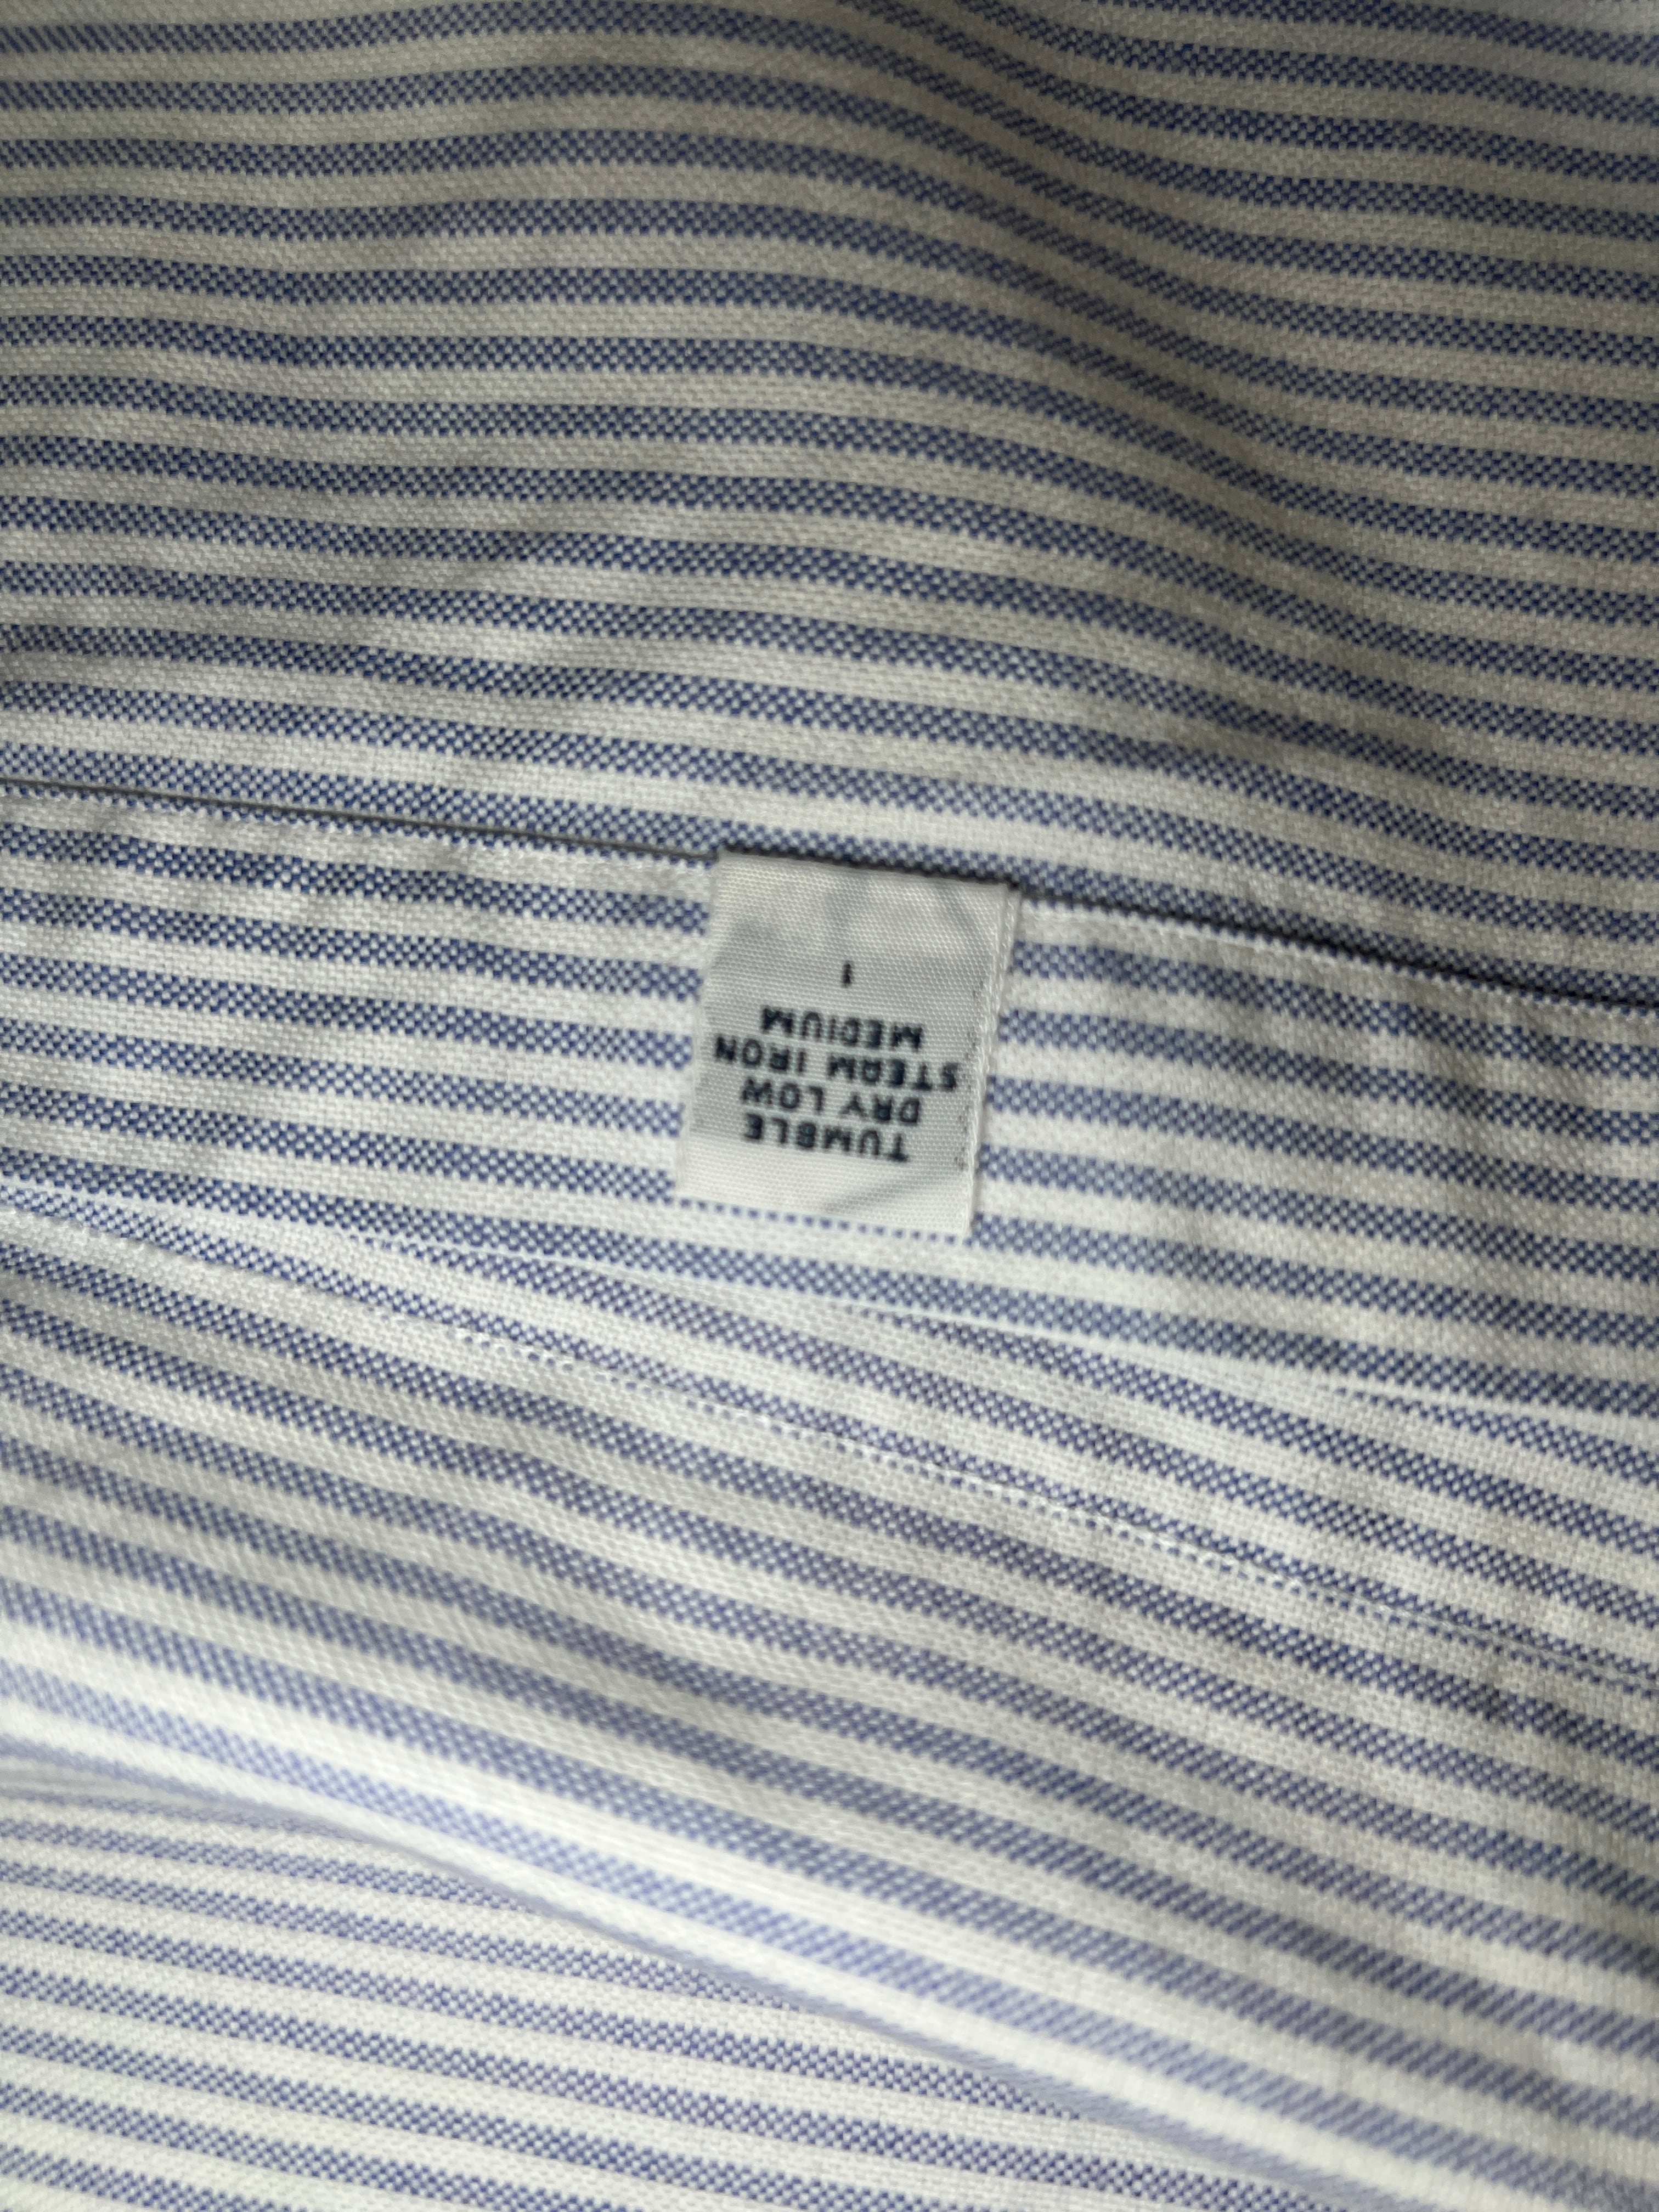 TUMBLE
DRY LOW
STEAM IRON
MEDIUM
1